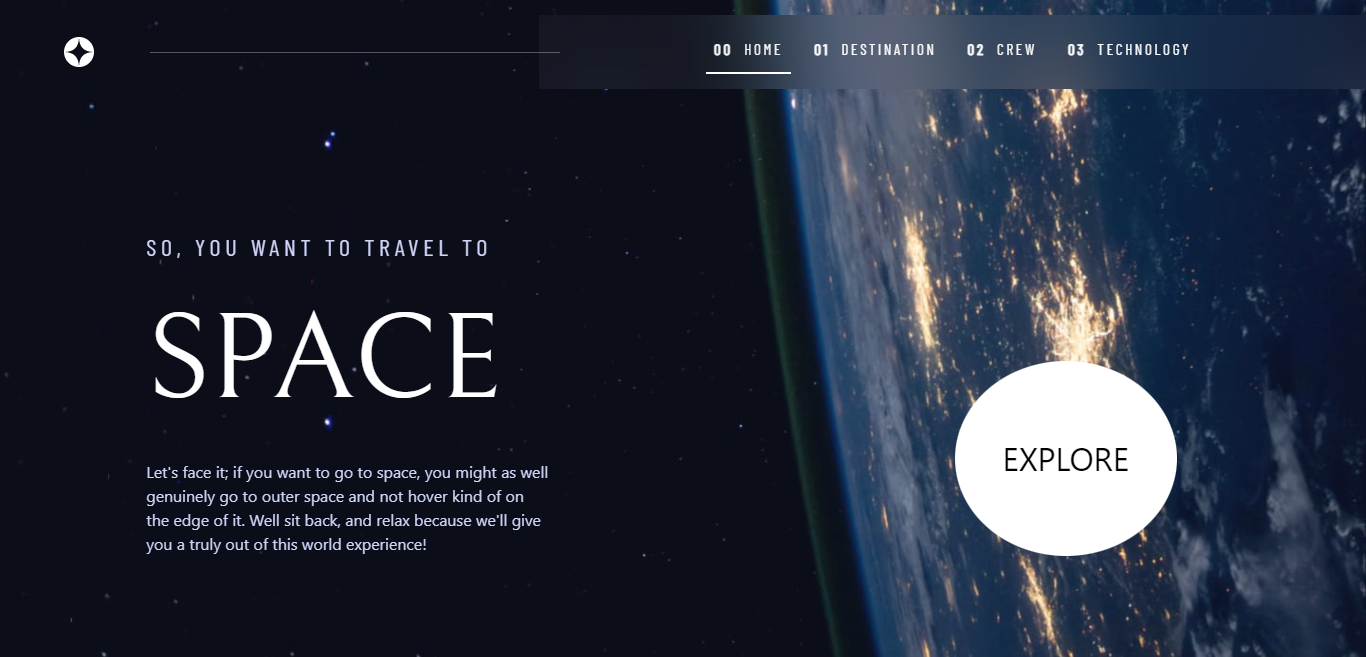 00 HOME 01 DESTINATION 02 CREW 03 TECHNOLOGY
SO, YOU WANT TO TRAVEL TO
SPACE
Let's face it; if you want to go to space, you might as well
genuinely go to outer space and not hover kind of on
the edge of it. Well sit back, and relax because we'll give
you a truly out of this world experience!
EXPLORE